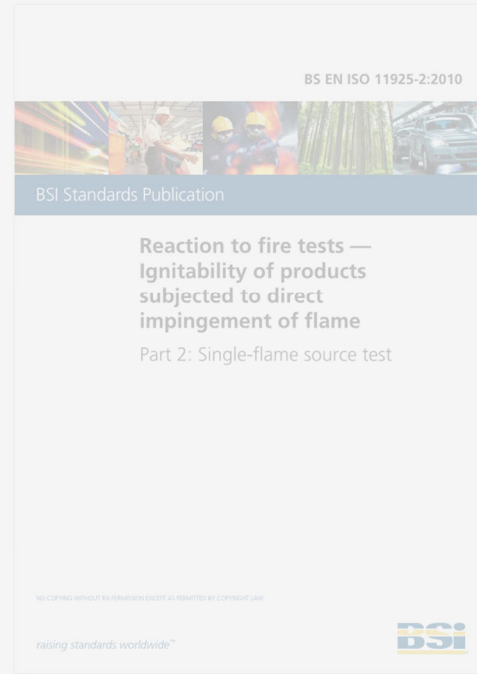 BS EN ISO 11925-2:2010
BSI Standards Publication
Reaction to fire tests —
Ignitability of products
subjected to direct
impingement of flame
Part 2: Single-flame source test
NO COPYING WITHOUT BSI PERMISSION EXCEPT AS PERMITTED BY COPYRIGHT LAW
raising standards worldwide™
BSi